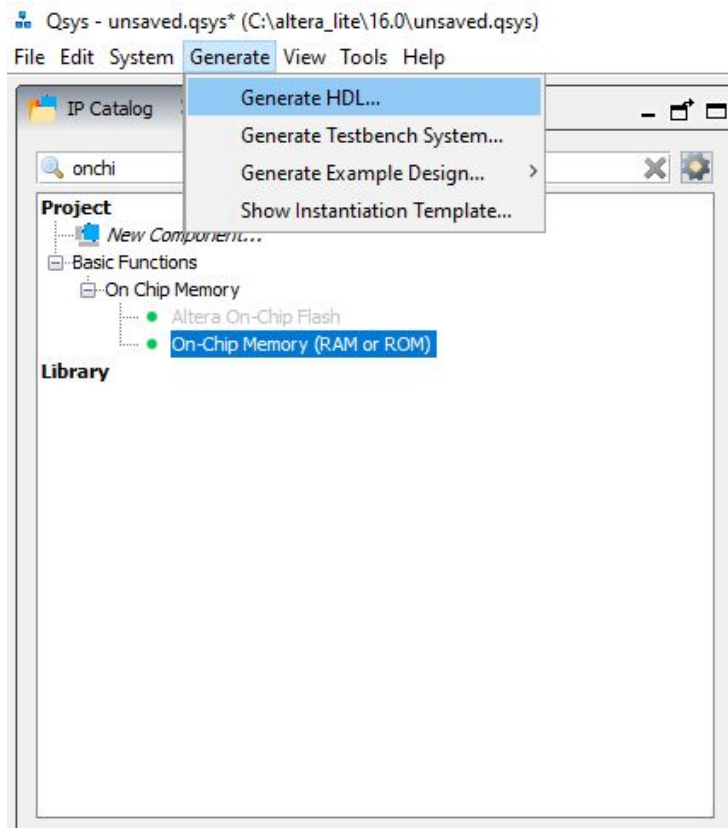 Qsys - unsaved.qsys* (C:\altera_lite\16.0\unsaved.qsys)
File Edit System Generate View Tools Help
IP Catalog
Generate HDL...
Generate Testbench System...
onchi
Generate Example Design...
Project
Show Instantiation Template...
New Component...
Basic Functions
On Chip Memory
Altera On-Chip Flash
On-Chip Memory (RAM or ROM)
Library